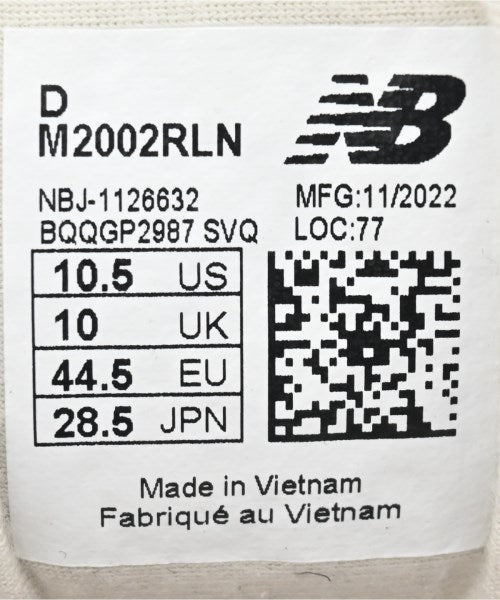 D
M2002RLN
NB
NBJ-1126632
MFG:11/2022
BQQGP2987 SVQ
LOC:77
10.5 US
10 UK
44.5 EU
28.5 JPN
Made in Vietnam
Fabriqué au Vietnam